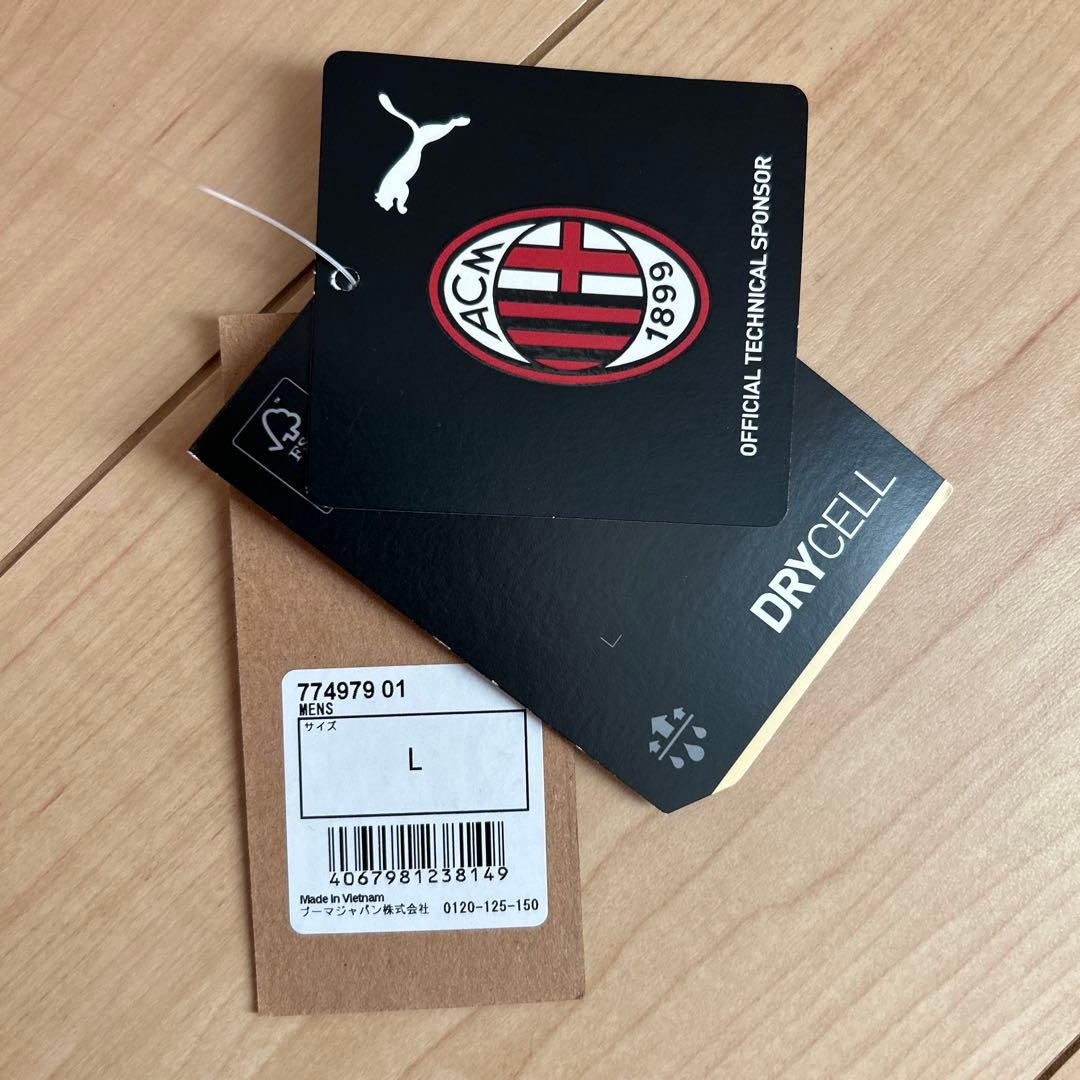 ACM
1899
OFFICIAL TECHNICAL SPONSOR
DRYCELL
774979 01
MENS
サイズ
L
4067981238149
Made in Vietnam
プーマジャパン株式会社 0120-125-150